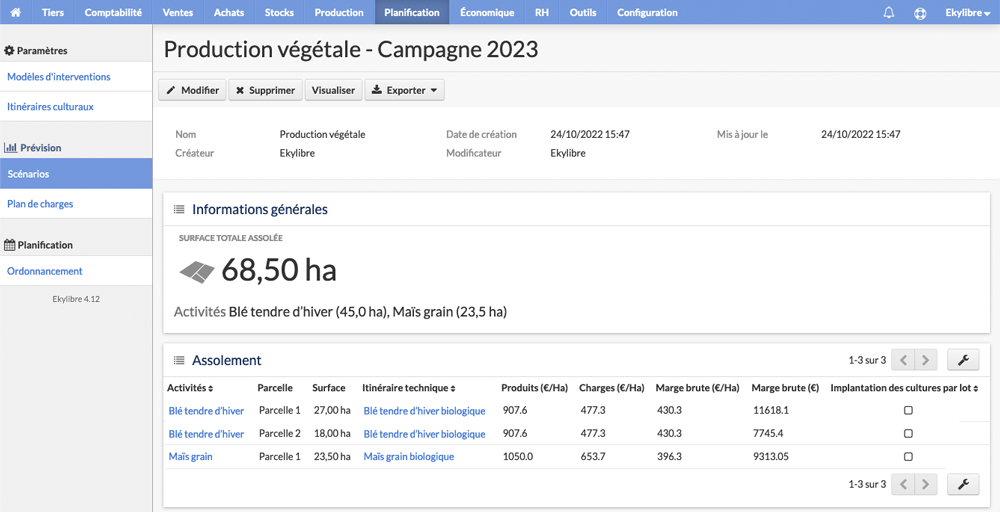 Tiers Comptabilité Ventes Achats Stocks Production Planification Économique RH Outils Configuration Ekylibre
Paramètres
Modèles d'interventions
Itinéraires culturaux
Prévision
Scénarios
Plan de charges
Planification
Ordonnancement
Ekylibre 4.12
Production végétale - Campagne 2023
Modifier Supprimer Visualiser Exporter
Nom Production végétale Date de création 24/10/2022 15:47 Mis à jour le 24/10/2022 15:47
Créateur Ekylibre Modificateur Ekylibre
Informations générales
SURFACE TOTALE ASSOLÉE
68,50 ha
Activités Blé tendre d'hiver (45,0 ha), Maïs grain (23,5 ha)
Assolement 1-3 sur 3
Activités Parcelle Surface Itinéraire technique Produits (€/Ha) Charges (€/Ha) Marge brute (€/Ha) Marge brute (€) Implantation des cultures par lot
Blé tendre d'hiver Parcelle 1 27,00 ha Blé tendre d'hiver biologique 907.6 477.3 430.3 11618.1
Blé tendre d'hiver Parcelle 2 18,00 ha Blé tendre d'hiver biologique 907.6 477.3 430.3 7745.4
Maïs grain Parcelle 1 23,50 ha Maïs grain biologique 1050.0 653.7 396.3 9313.05
1-3 sur 3